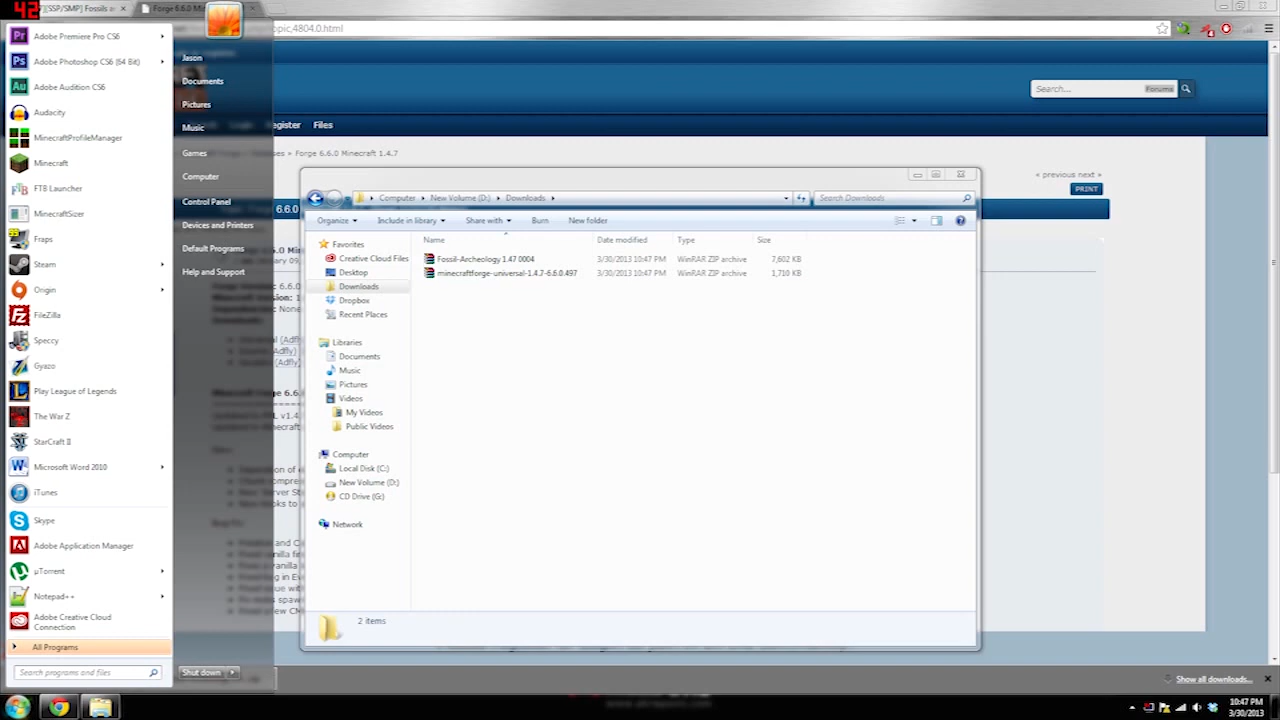 42
][SSP/SMP] Fossils a
Forge 6.6.0 Mi
topic,4804.0.html
Adobe Premiere Pro CS6
Adobe Photoshop CS6 (64 Bit)
Adobe Audition CS6
Audacity
MinecraftProfileManager
Minecraft
FTB Launcher
MinecraftSizer
Fraps
Steam
Origin
FileZilla
Speccy
Gyazo
Play League of Legends
The War Z
StarCraft II
Microsoft Word 2010
iTunes
Skype
Adobe Application Manager
µTorrent
Notepad++
Adobe Creative Cloud
Connection
All Programs
Search programs and files
Jason
Documents
Pictures
Music
Games
Computer
Control Panel
Devices and Printers
Default Programs
Help and Support
Shut down
Search...
Forums
Login
Register
Files
» Forge 6.6.0 Minecraft 1.4.7
« previous next »
PRINT
6.6.0
Computer
New Volume (D:)
Downloads
Search Downloads
Organize
Include in library
Share with
Burn
New folder
Name
Date modified
Type
Size
Fossil-Archeology 1.47 0004
3/30/2013 10:47 PM
WinRAR ZIP archive
7,602 KB
minecraftforge-universal-1.4.7-6.6.0.497
3/30/2013 10:47 PM
WinRAR ZIP archive
1,710 KB
Favorites
Creative Cloud Files
Desktop
Downloads
Dropbox
Recent Places
Libraries
Documents
Music
Pictures
Videos
My Videos
Public Videos
Computer
Local Disk (C:)
New Volume (D:)
CD Drive (G:)
Network
2 items
Show all downloads...
10:47 PM
3/30/2013